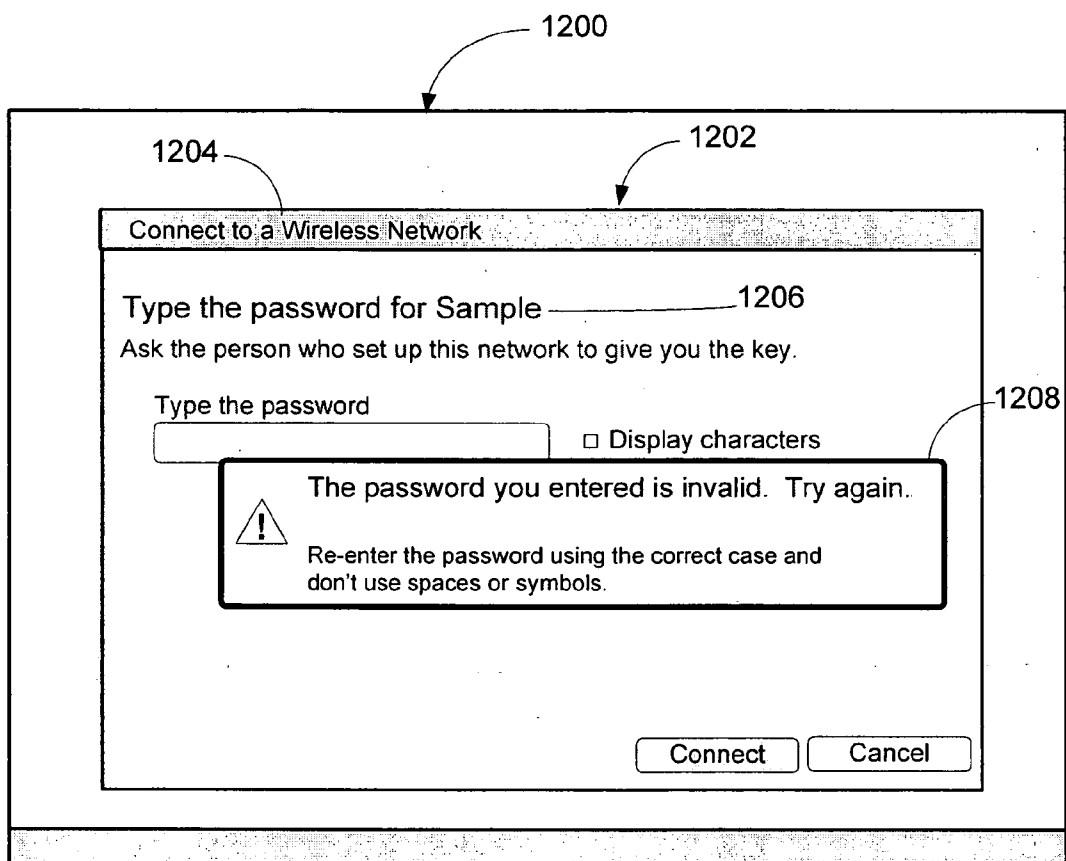 1200
1202
1204
Connect to a Wireless Network
Type the password for Sample
1206
Ask the person who set up this network to give you the key.
1208
Type the password
Display characters
The password you entered is invalid. Try again.
!
Re-enter the password using the correct case and
don't use spaces or symbols.
Connect
Cancel